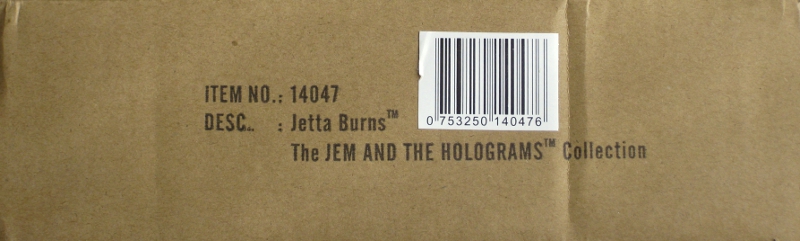 ITEM NO.: 14047
DESC. : Jetta Burns™
The JEM AND THE HOLOGRAMS™ Collection
0 753250 140476